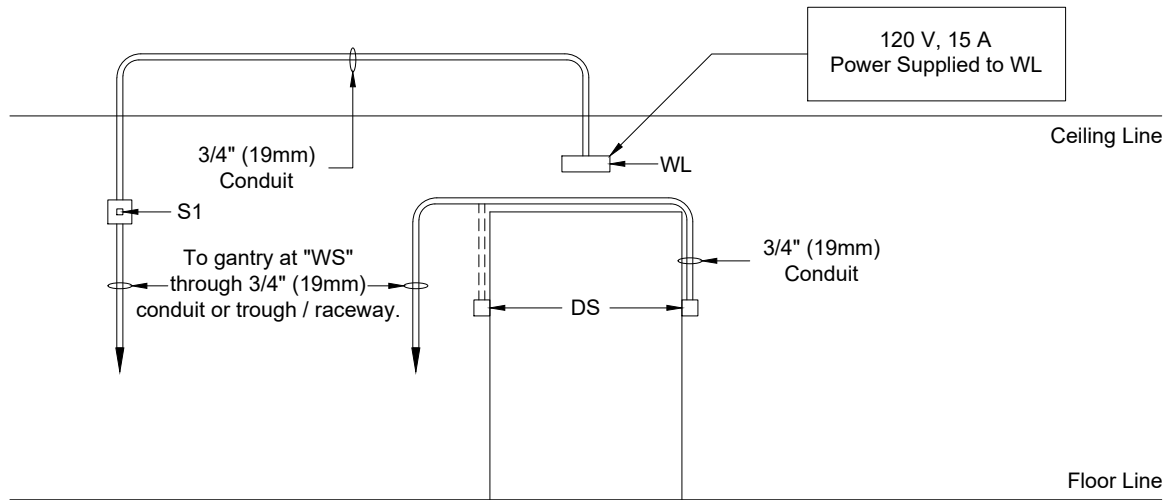 120 V, 15 A
Power Supplied to WL
Ceiling Line
3/4" (19mm)
Conduit
WL
S1
To gantry at "WS"
through 3/4" (19mm)
conduit or trough / raceway.
3/4" (19mm)
Conduit
DS
Floor Line